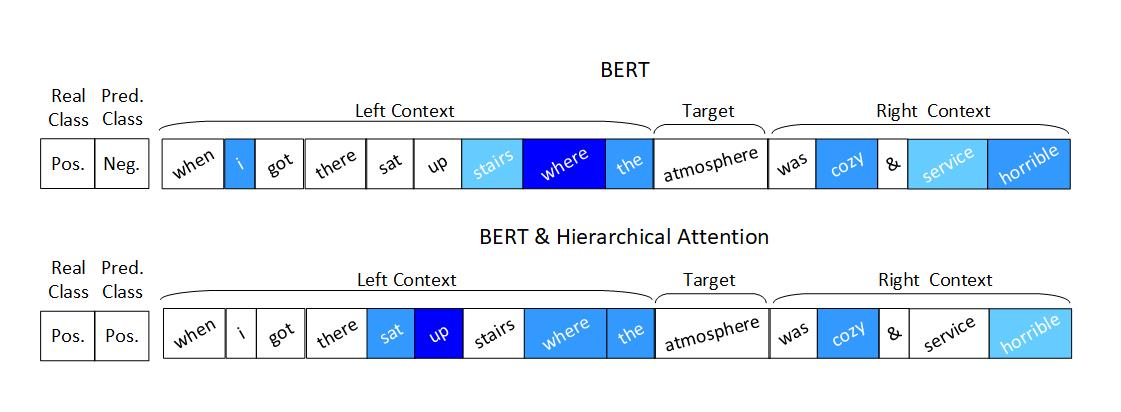 BERT
Real Class Pred. Class Left Context Target Right Context
Pos. Neg. when i got there sat up stairs where the atmosphere was cozy & service horrible
BERT & Hierarchical Attention
Real Class Pred. Class Left Context Target Right Context
Pos. Pos. when i got there sat up stairs where the atmosphere was cozy & service horrible